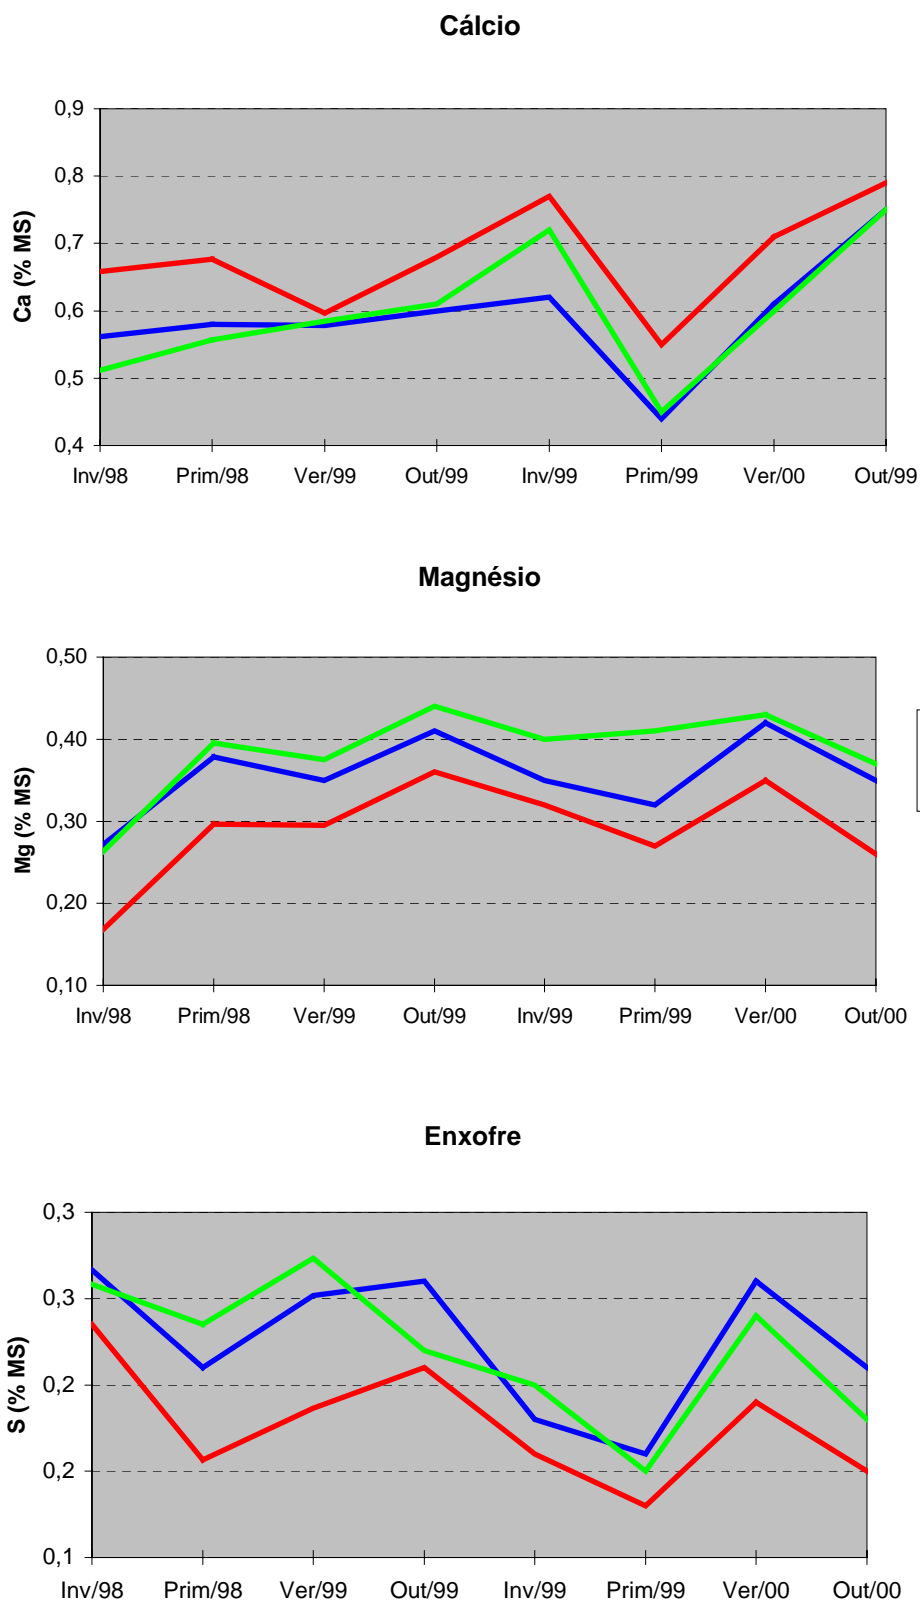 Cálcio
0,9
0,8
0,7
0,6
0,5
0,4
Ca (% MS)
Inv/98 Prim/98 Ver/99 Out/99 Inv/99 Prim/99 Ver/00 Out/99
Magnésio
0,50
0,40
0,30
0,20
0,10
Mg (% MS)
Inv/98 Prim/98 Ver/99 Out/99 Inv/99 Prim/99 Ver/00 Out/00
Enxofre
0,3
0,3
0,2
0,2
0,1
S (% MS)
Inv/98 Prim/98 Ver/99 Out/99 Inv/99 Prim/99 Ver/00 Out/00